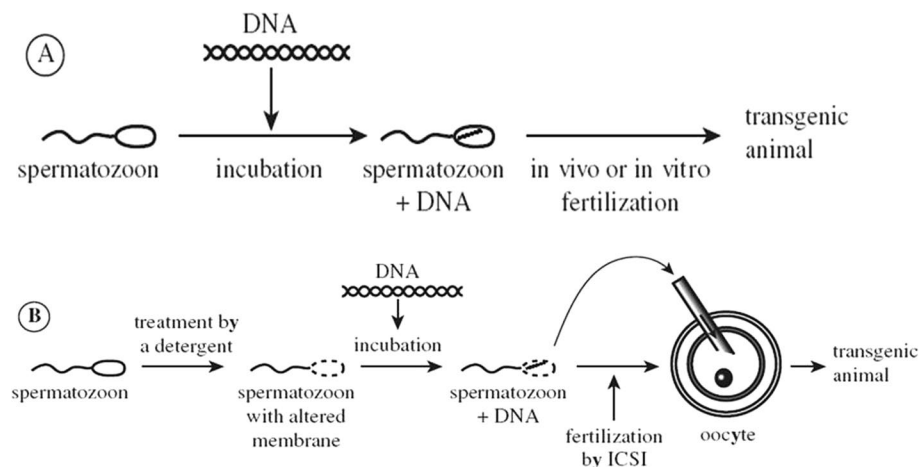 A
DNA
spermatozoon
incubation
spermatozoon
+ DNA
in vivo or in vitro
fertilization
transgenic
animal
B
spermatozoon
treatment by
a detergent
spermatozoon
with altered
membrane
DNA
incubation
spermatozoon
+ DNA
fertilization
by ICSI
oocyte
transgenic
animal